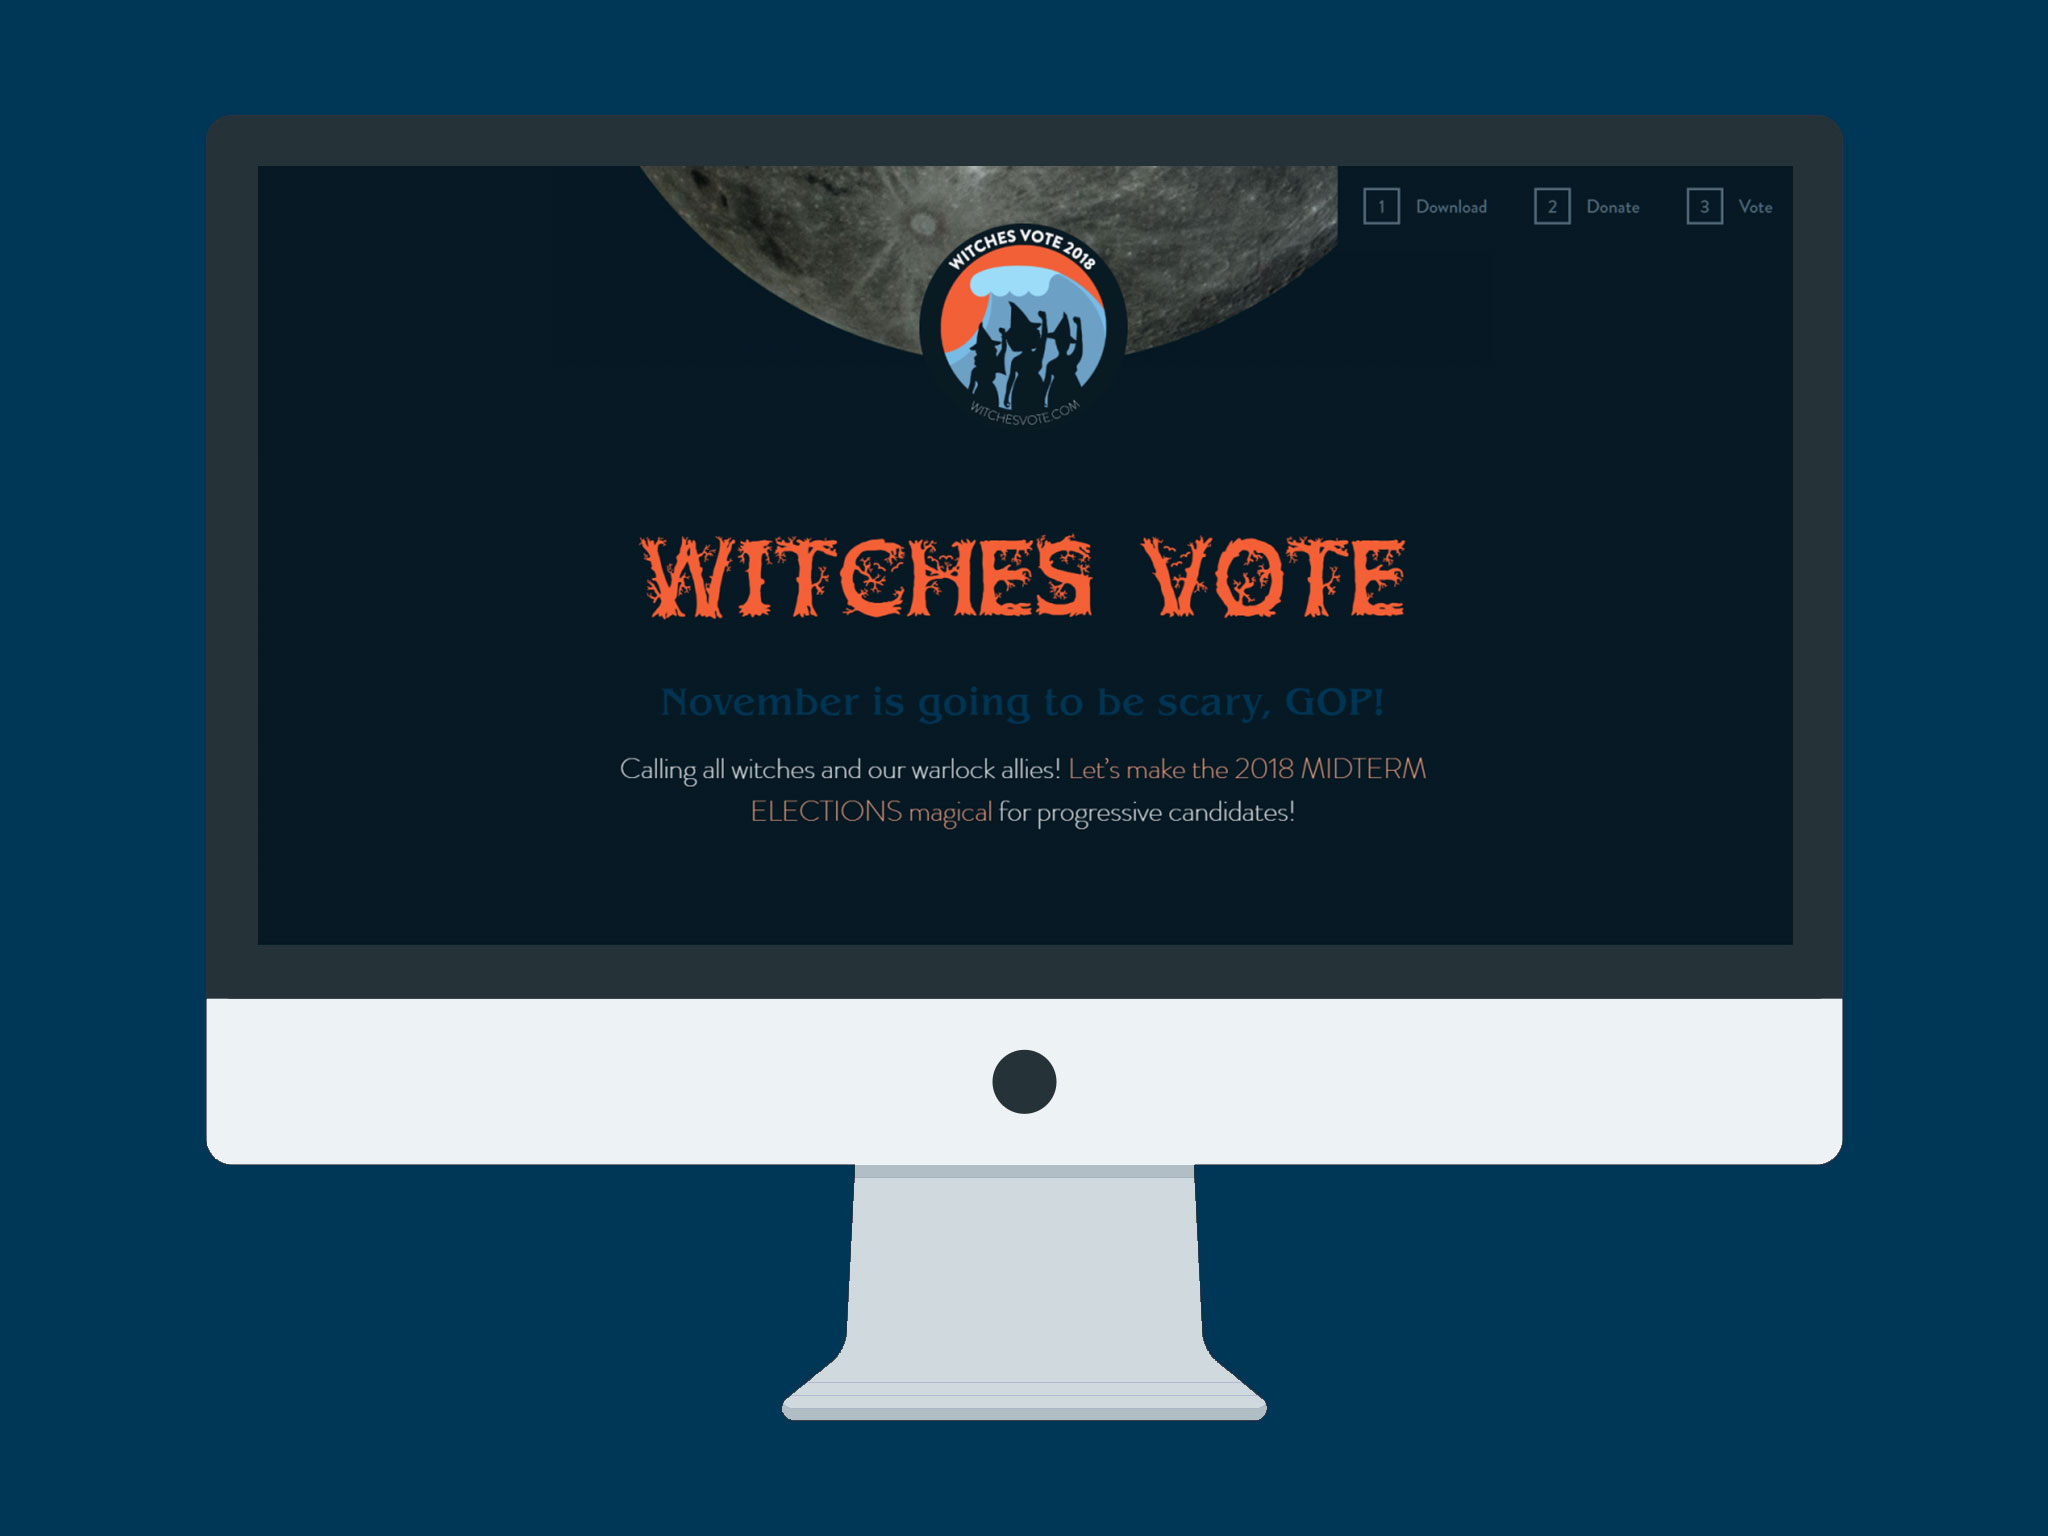 1 Download 2 Donate 3 Vote
WITCHES VOTE 2018
WITCHESVOTE.COM
WITCHES VOTE
November is going to be scary, GOP!
Calling all witches and our warlock allies! Let's make the 2018 MIDTERM
ELECTIONS magical for progressive candidates!